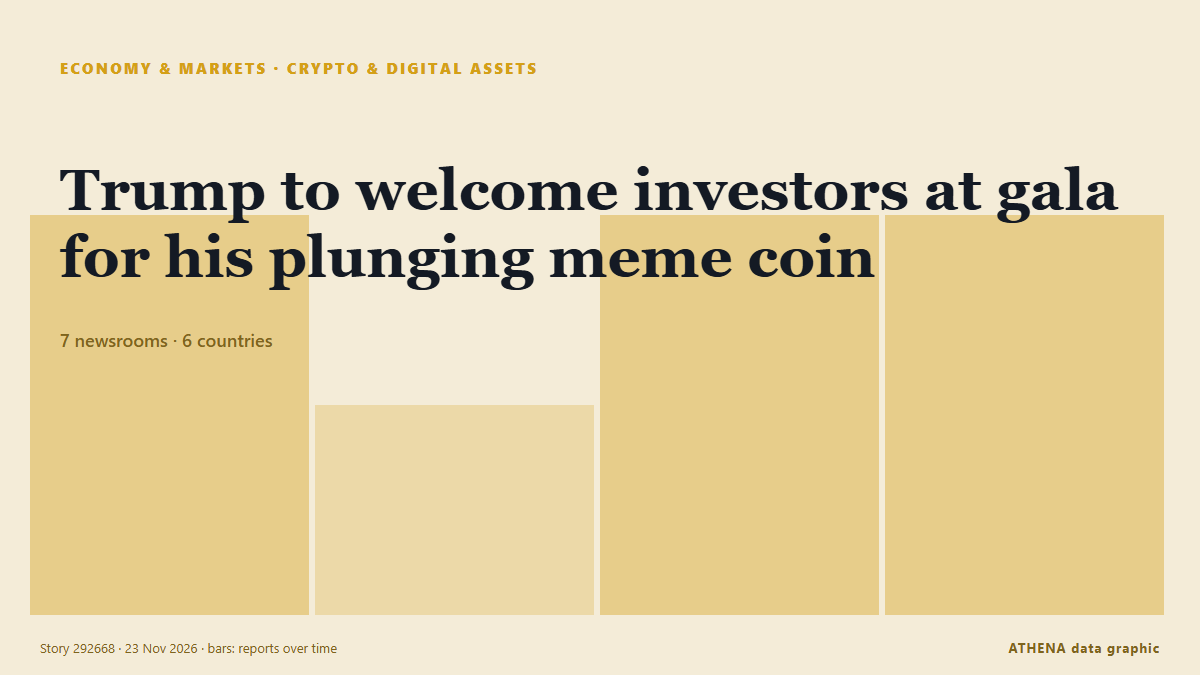 ECONOMY & MARKETS · CRYPTO & DIGITAL ASSETS
Trump to welcome investors at gala
for his plunging meme coin
7 newsrooms · 6 countries
Story 292668 · 23 Nov 2026 · bars: reports over time
ATHENA data graphic